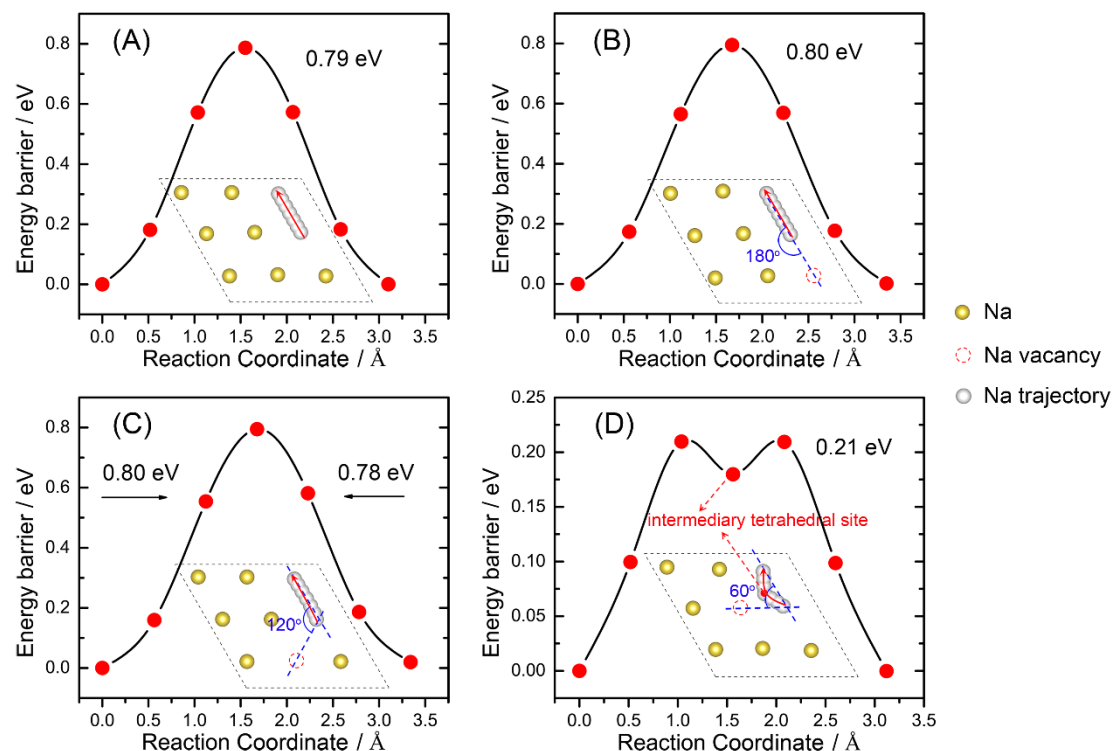 (A)
0.79 eV
Energy barrier / eV
0.8
0.6
0.4
0.2
0.0
0.0 0.5 1.0 1.5 2.0 2.5 3.0 3.5
Reaction Coordinate / Å
(B)
0.80 eV
Energy barrier / eV
0.8
0.6
0.4
0.2
0.0
180°
0.0 0.5 1.0 1.5 2.0 2.5 3.0 3.5
Reaction Coordinate / Å
Na
Na vacancy
Na trajectory
(C)
0.80 eV
0.78 eV
Energy barrier / eV
0.8
0.6
0.4
0.2
0.0
120°
0.0 0.5 1.0 1.5 2.0 2.5 3.0 3.5
Reaction Coordinate / Å
(D)
0.21 eV
Energy barrier / eV
0.25
0.20
0.15
0.10
0.05
0.00
intermediary tetrahedral site
60°
0.0 0.5 1.0 1.5 2.0 2.5 3.0 3.5
Reaction Coordinate / Å